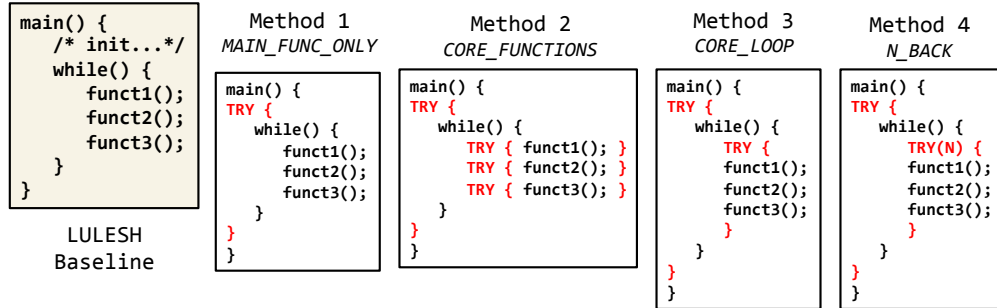 main() {
/* init...*/
while() {
funct1();
funct2();
funct3();
}
}
LULESH
Baseline
Method 1
MAIN_FUNC_ONLY
main() {
TRY {
while() {
funct1();
funct2();
funct3();
}
}
}
Method 2
CORE_FUNCTIONS
main() {
TRY {
while() {
TRY { funct1(); }
TRY { funct2(); }
TRY { funct3(); }
}
}
}
Method 3
CORE_LOOP
main() {
TRY {
while() {
TRY {
funct1();
funct2();
funct3();
}
}
}
}
Method 4
N_BACK
main() {
TRY {
while() {
TRY(N) {
funct1();
funct2();
funct3();
}
}
}
}